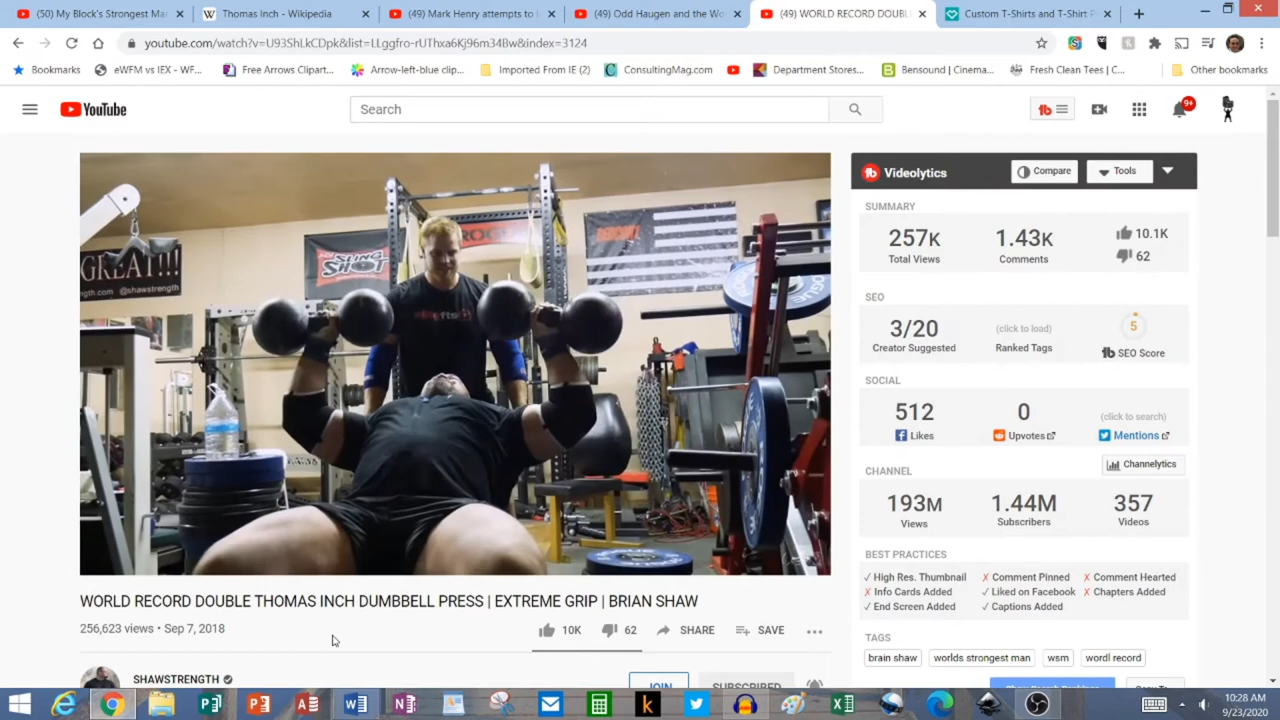 (50) My Block's Strongest Ma
Thomas Inch - Wikipedia
(49) Mark Henry attempts to l
(49) Odd Haugen and the Wo
(49) WORLD RECORD DOUBL
Custom T-Shirts and T-Shirt P
youtube.com/watch?v=U93ShLkCDpk&list=LLggfro-rUThxa6Kj96m34Bw&index=3124
Bookmarks
eWFM vs IEX - WF...
Free Arrows Clipart...
Arrow-left-blue clip...
Imported From IE (2)
ConsultingMag.com
Department Stores...
Bensound | Cinema...
Fresh Clean Tees | C...
Other bookmarks
YouTube
Search
9+
GREAT!!!
@shawstrength
SLING SHOT
Videolytics
Compare
Tools
SUMMARY
257K 1.43K 10.1K
Total Views Comments 62
SEO
3/20 (click to load) 5
Creator Suggested Ranked Tags tb SEO Score
SOCIAL
512 0 (click to search)
Likes Upvotes Mentions
CHANNEL Channelytics
193M 1.44M 357
Views Subscribers Videos
BEST PRACTICES
✓ High Res. Thumbnail ✗ Comment Pinned ✗ Comment Hearted
✗ Info Cards Added ✓ Liked on Facebook ✗ Chapters Added
✓ End Screen Added ✓ Captions Added
TAGS
brain shaw worlds strongest man wsm wordl record
WORLD RECORD DOUBLE THOMAS INCH DUMBBELL PRESS | EXTREME GRIP | BRIAN SHAW
256,623 views • Sep 7, 2018
10K 62 SHARE SAVE
SHAWSTRENGTH
JOIN SUBSCRIBED
10:28 AM
9/23/2020